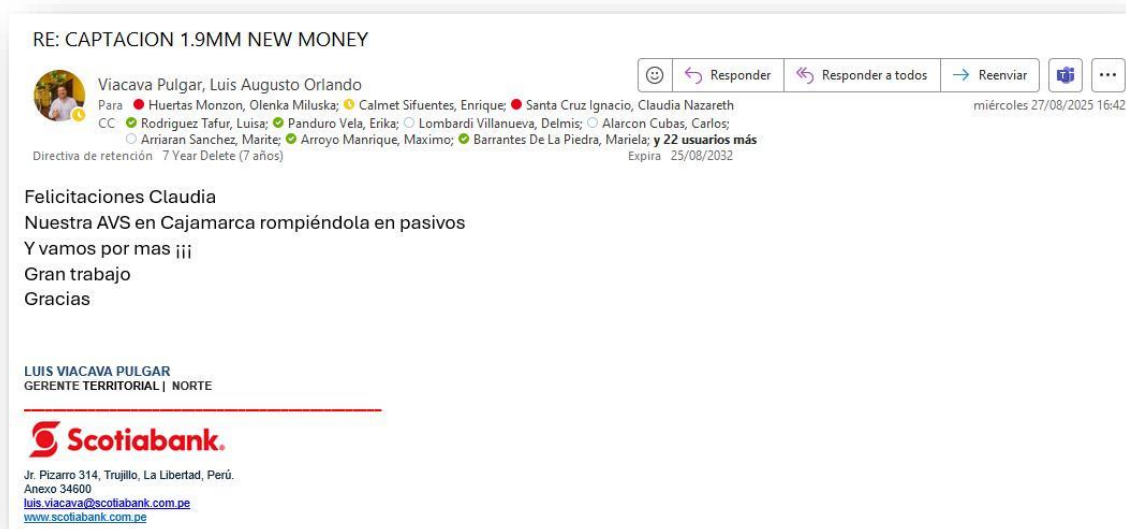 RE: CAPTACION 1.9MM NEW MONEY
Viacava Pulgar, Luis Augusto Orlando
Responder
Responder a todos
Reenviar
Para Huertas Monzon, Olenka Miluska; Calmet Sifuentes, Enrique; Santa Cruz Ignacio, Claudia Nazareth
miércoles 27/08/2025 16:42
CC Rodriguez Tafur, Luisa; Panduro Vela, Erika; Lombardi Villanueva, Delmis; Alarcon Cubas, Carlos;
Arriaran Sanchez, Marite; Arroyo Manrique, Maximo; Barrantes De La Piedra, Mariela; y 22 usuarios más
Directiva de retención 7 Year Delete (7 años)
Expira 25/08/2032
Felicitaciones Claudia
Nuestra AVS en Cajamarca rompiéndola en pasivos
Y vamos por mas ¡¡¡
Gran trabajo
Gracias
LUIS VIACAVA PULGAR
GERENTE TERRITORIAL | NORTE
Scotiabank.
Jr. Pizarro 314, Trujillo, La Libertad, Perú.
Anexo 34600
luis.viacava@scotiabank.com.pe
www.scotiabank.com.pe